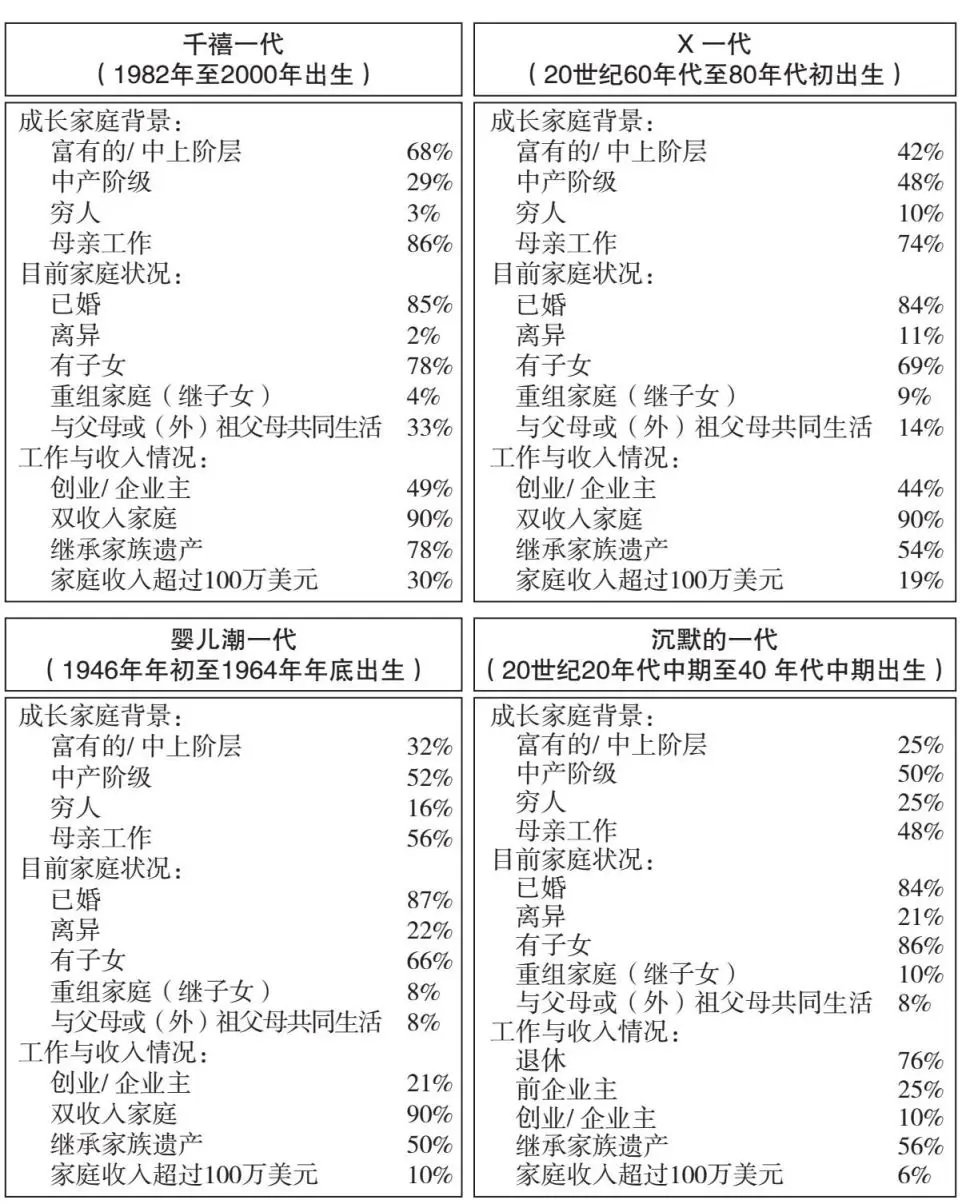 千禧一代
（1982年至2000年出生）
成长家庭背景：
富有的/ 中上阶层 68%
中产阶级 29%
穷人 3%
母亲工作 86%
目前家庭状况：
已婚 85%
离异 2%
有子女 78%
重组家庭（继子女） 4%
与父母或（外）祖父母共同生活 33%
工作与收入情况：
创业/ 企业主 49%
双收入家庭 90%
继承家族遗产 78%
家庭收入超过100万美元 30%
X 一代
（20世纪60年代至80年代初出生）
成长家庭背景：
富有的/ 中上阶层 42%
中产阶级 48%
穷人 10%
母亲工作 74%
目前家庭状况：
已婚 84%
离异 11%
有子女 69%
重组家庭（继子女） 9%
与父母或（外）祖父母共同生活 14%
工作与收入情况：
创业/ 企业主 44%
双收入家庭 90%
继承家族遗产 54%
家庭收入超过100万美元 19%
婴儿潮一代
（1946年年初至1964年年底出生）
成长家庭背景：
富有的/ 中上阶层 32%
中产阶级 52%
穷人 16%
母亲工作 56%
目前家庭状况：
已婚 87%
离异 22%
有子女 66%
重组家庭（继子女） 8%
与父母或（外）祖父母共同生活 8%
工作与收入情况：
创业/ 企业主 21%
双收入家庭 90%
继承家族遗产 50%
家庭收入超过100万美元 10%
沉默的一代
（20世纪20年代中期至40 年代中期出生）
成长家庭背景：
富有的/ 中上阶层 25%
中产阶级 50%
穷人 25%
母亲工作 48%
目前家庭状况：
已婚 84%
离异 21%
有子女 86%
重组家庭（继子女） 10%
与父母或（外）祖父母共同生活 8%
工作与收入情况：
退休 76%
前企业主 25%
创业/ 企业主 10%
继承家族遗产 56%
家庭收入超过100万美元 6%